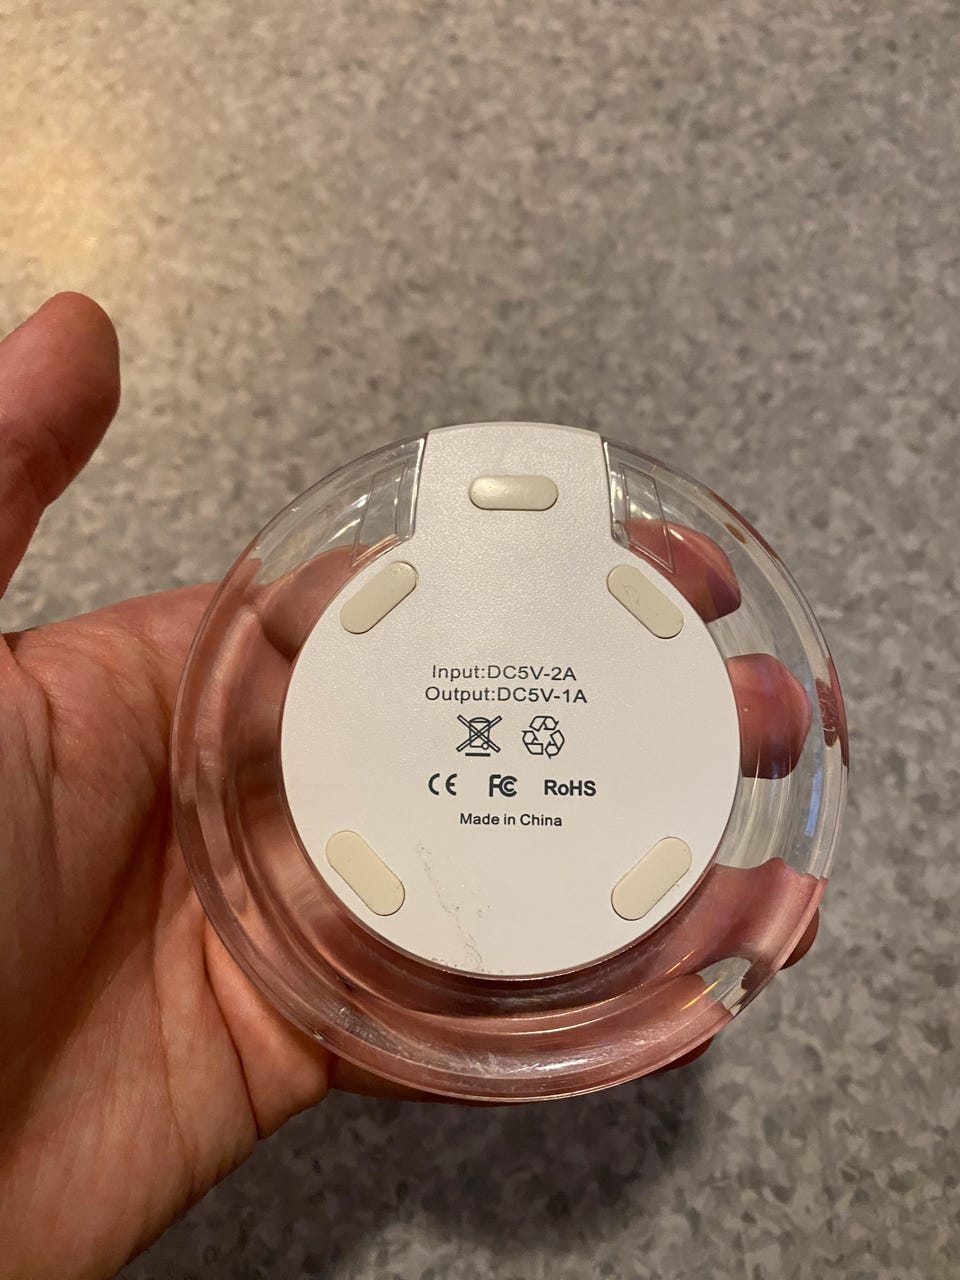 Input:DC5V-2A
Output:DC5V-1A
CE FC RoHS
Made in China